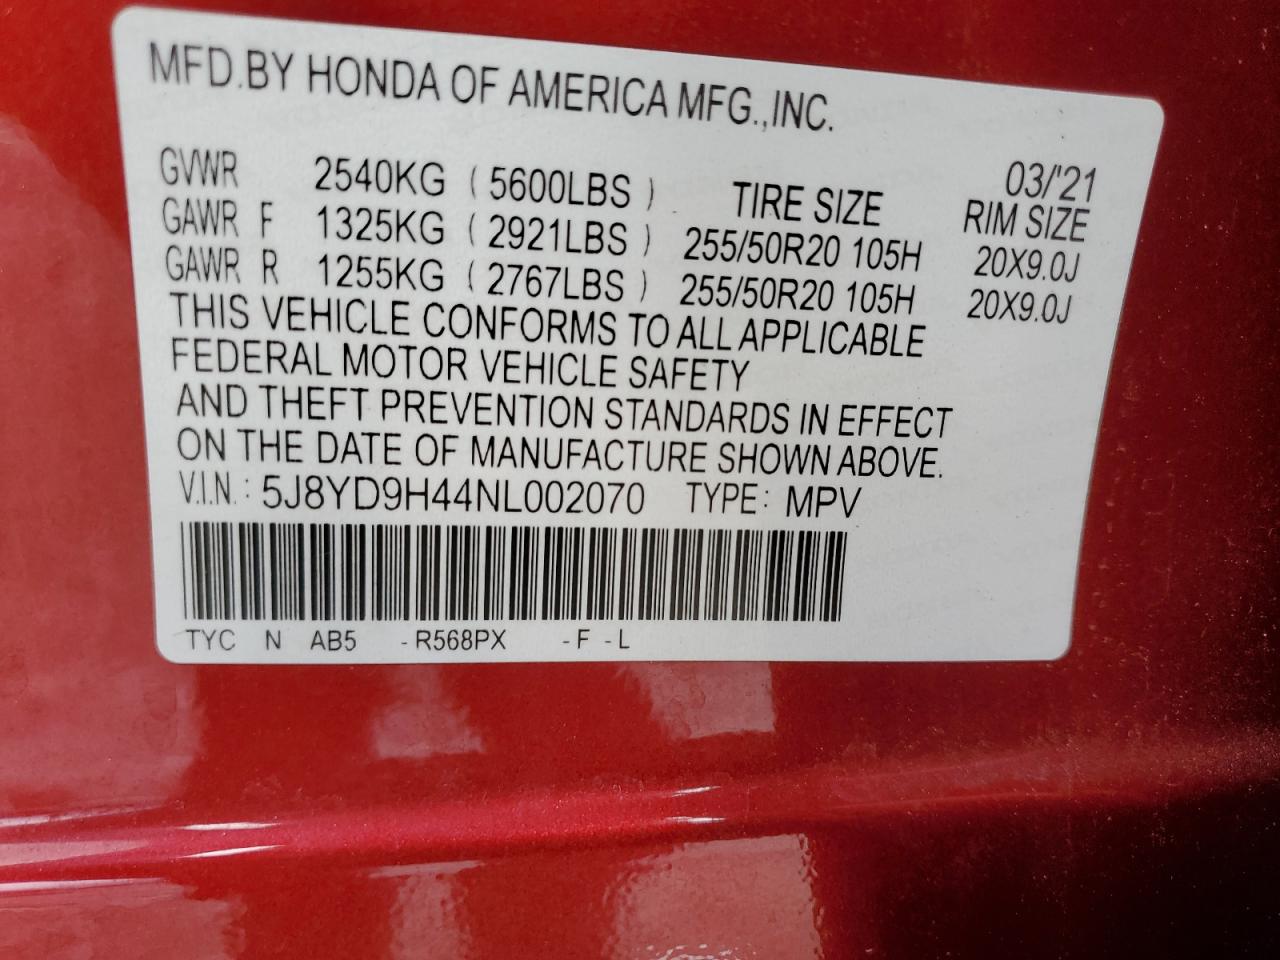 MFD.BY HONDA OF AMERICA MFG.,INC.
03/'21
GVWR 2540KG ( 5600LBS ) TIRE SIZE RIM SIZE
GAWR F 1325KG ( 2921LBS ) 255/50R20 105H 20X9.0J
GAWR R 1255KG ( 2767LBS ) 255/50R20 105H 20X9.0J
THIS VEHICLE CONFORMS TO ALL APPLICABLE
FEDERAL MOTOR VEHICLE SAFETY
AND THEFT PREVENTION STANDARDS IN EFFECT
ON THE DATE OF MANUFACTURE SHOWN ABOVE.
V.I.N.: 5J8YD9H44NL002070 TYPE: MPV
TYC N AB5 -R568PX -F -L